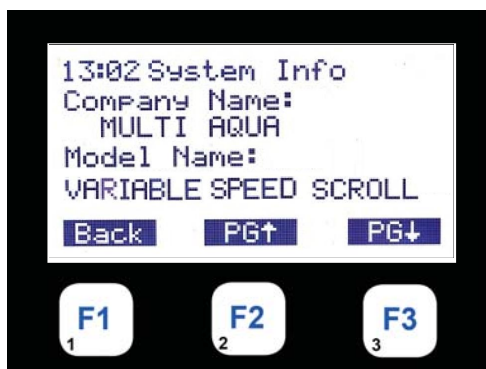 13:02 System Info
Company Name:
MULTI AQUA
Model Name:
VARIABLE SPEED SCROLL
Back PG↑ PG↓
F1 F2 F3
1 2 3